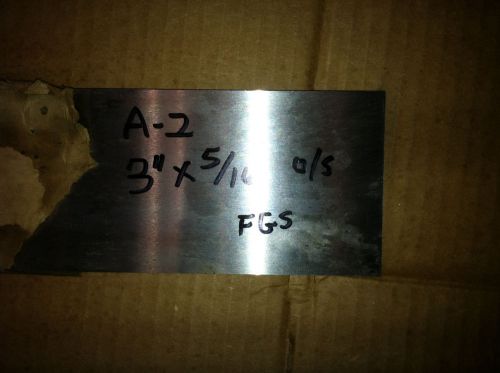 A-2
3" x 5/16 o/s
FGS